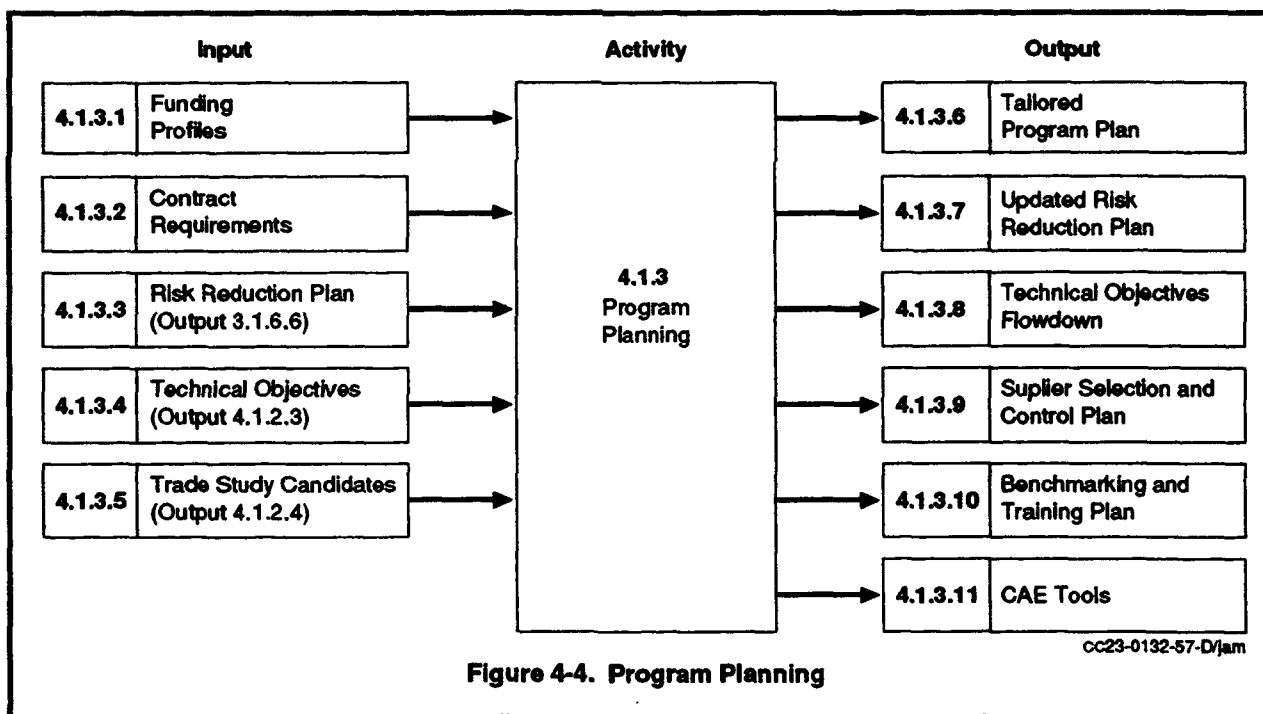 Input
Activity
Output
4.1.3.1
Funding
Profiles
4.1.3.2
Contract
Requirements
4.1.3.3
Risk Reduction Plan
(Output 3.1.6.6)
4.1.3.4
Technical Objectives
(Output 4.1.2.3)
4.1.3.5
Trade Study Candidates
(Output 4.1.2.4)
4.1.3
Program
Planning
4.1.3.6
Tailored
Program Plan
4.1.3.7
Updated Risk
Reduction Plan
4.1.3.8
Technical Objectives
Flowdown
4.1.3.9
Suplier Selection and
Control Plan
4.1.3.10
Benchmarking and
Training Plan
4.1.3.11
CAE Tools
CC23-0132-57-D/jam
Figure 4-4. Program Planning